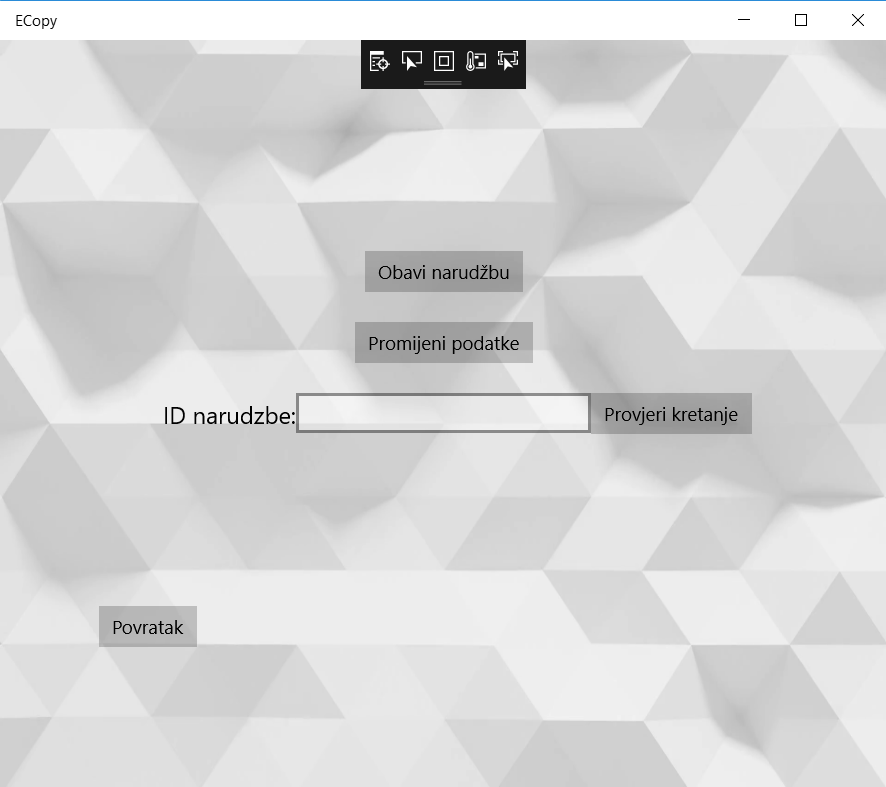 ECopy
Obavi narudžbu
Promijeni podatke
ID narudzbe:
Provjeri kretanje
Povratak